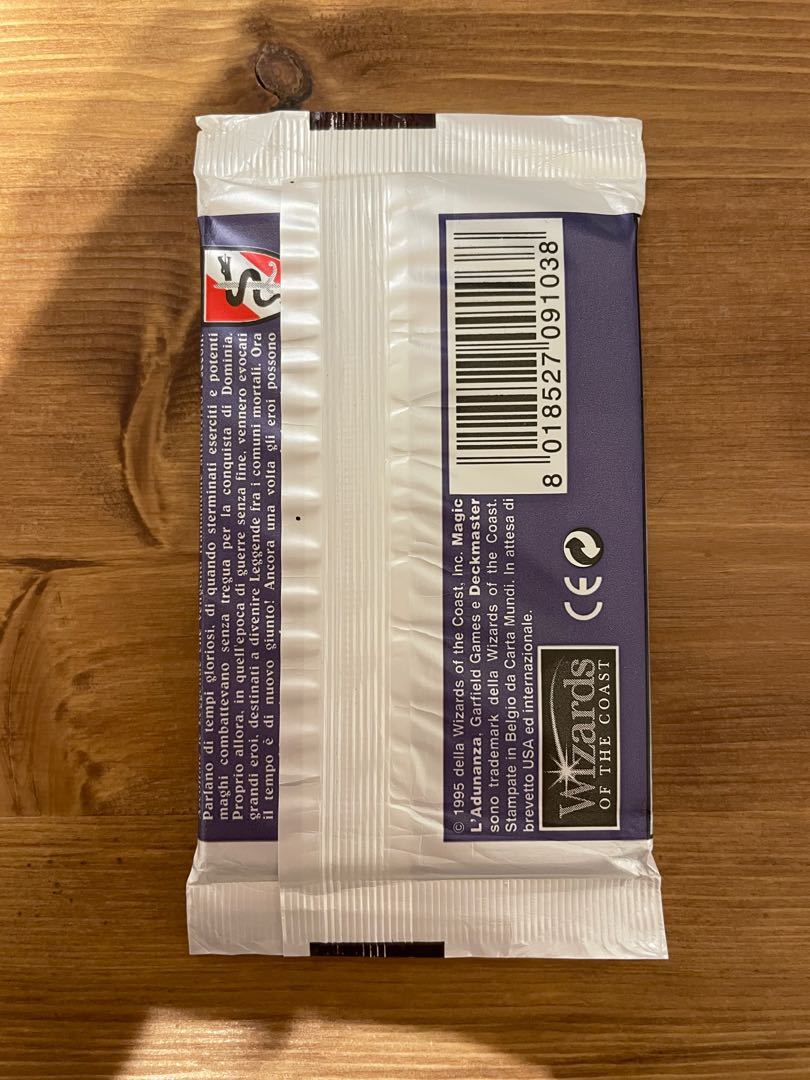 Parlano di tempi gloriosi, di quando sterminati eserciti e potenti
maghi combattevano senza tregua per la conquista di Dominia.
Proprio allora, in quell'epoca di guerre senza fine, vennero evocati
grandi eroi, destinati a divenire Leggende fra i comuni mortali. Ora
il tempo è di nuovo giunto! Ancora una volta gli eroi possono
© 1995 della Wizards of the Coast, Inc. Magic
L'Adunanza, Garfield Games e Deckmaster
sono trademark della Wizards of the Coast.
Stampate in Belgio da Carta Mundi. In attesa di
brevetto USA ed internazionale.
8 018527 091038
CE
Wizards
OF THE COAST